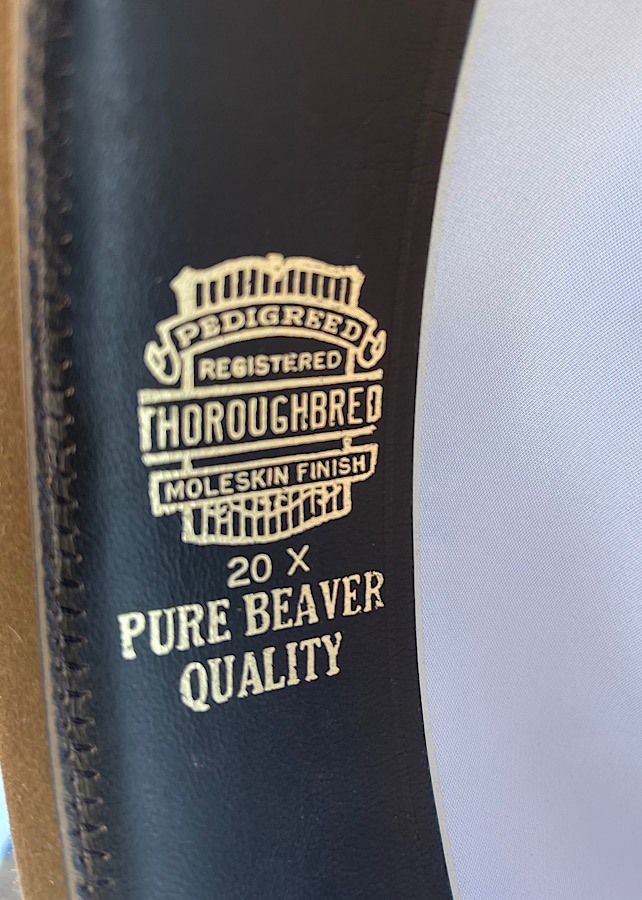 PEDIGREED
REGISTERED
THOROUGHBRED
MOLESKIN FINISH
20 X
PURE BEAVER
QUALITY